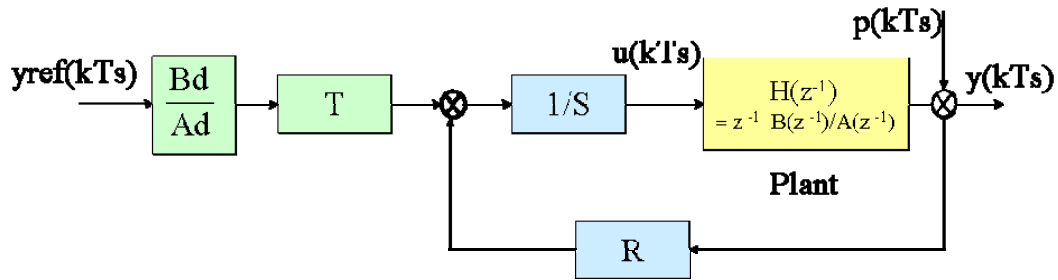 p(kTs)
yref(kTs)
Bd
Ad
T
1/S
u(kTs)
H(z⁻¹)
= z⁻¹ B(z⁻¹)/A(z⁻¹)
y(kTs)
Plant
R